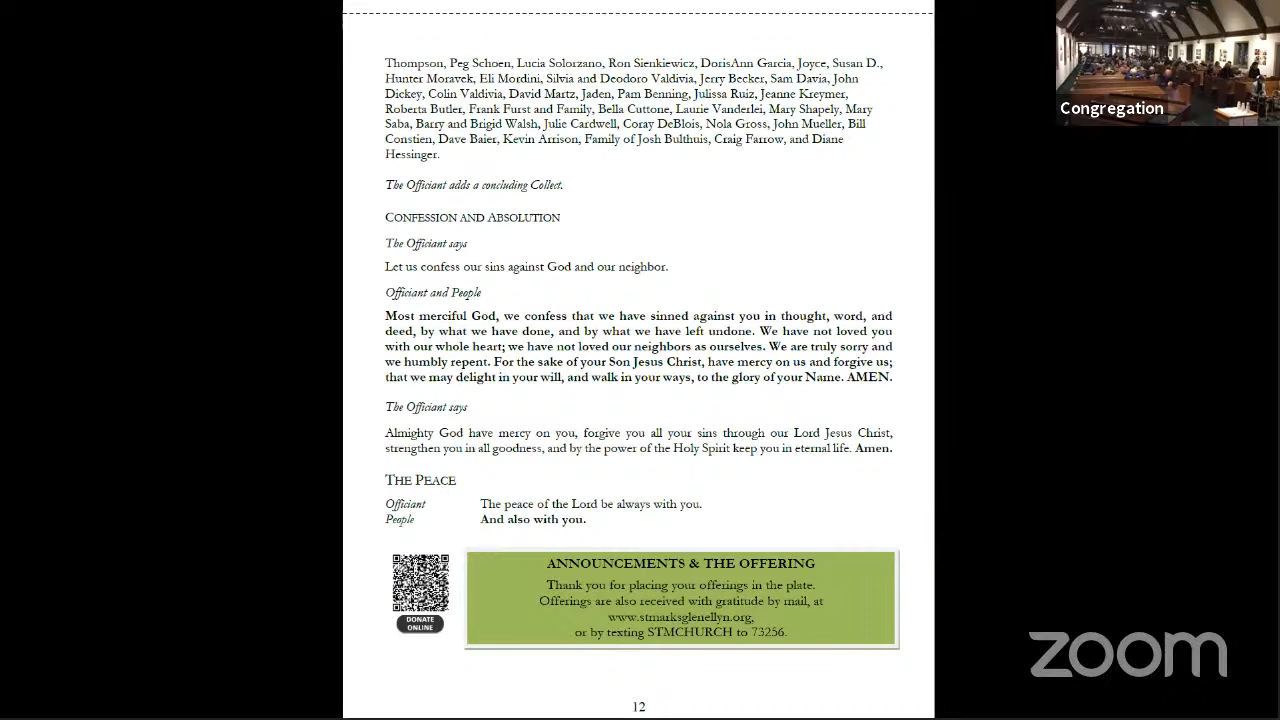 Thompson, Peg Schoen, Lucia Solorzano, Ron Sienkiewicz, DorisAnn Garcia, Joyce, Susan D.,
Hunter Moravek, Eli Mordini, Silvia and Deodoro Valdivia, Jerry Becker, Sam Davia, John
Dickey, Colin Valdivia, David Martz, Jaden, Pam Benning, Julissa Ruiz, Jeanne Kreymer,
Roberta Butler, Frank Furst and Family, Bella Cuttone, Laurie Vanderlei, Mary Shapely, Mary
Saba, Barry and Brigid Walsh, Julie Cardwell, Coray DeBlois, Nola Gross, John Mueller, Bill
Constien, Dave Baier, Kevin Arrison, Family of Josh Bulthuis, Craig Farrow, and Diane
Hessinger.
The Officiant adds a concluding Collect.
CONFESSION AND ABSOLUTION
The Officiant says
Let us confess our sins against God and our neighbor.
Officiant and People
Most merciful God, we confess that we have sinned against you in thought, word, and
deed, by what we have done, and by what we have left undone. We have not loved you
with our whole heart; we have not loved our neighbors as ourselves. We are truly sorry and
we humbly repent. For the sake of your Son Jesus Christ, have mercy on us and forgive us;
that we may delight in your will, and walk in your ways, to the glory of your Name. AMEN.
The Officiant says
Almighty God have mercy on you, forgive you all your sins through our Lord Jesus Christ,
strengthen you in all goodness, and by the power of the Holy Spirit keep you in eternal life. Amen.
THE PEACE
Officiant The peace of the Lord be always with you.
People And also with you.
DONATE
ONLINE
ANNOUNCEMENTS & THE OFFERING
Thank you for placing your offerings in the plate.
Offerings are also received with gratitude by mail, at
www.stmarksglenellyn.org,
or by texting STMCHURCH to 73256.
12
Congregation
zoom